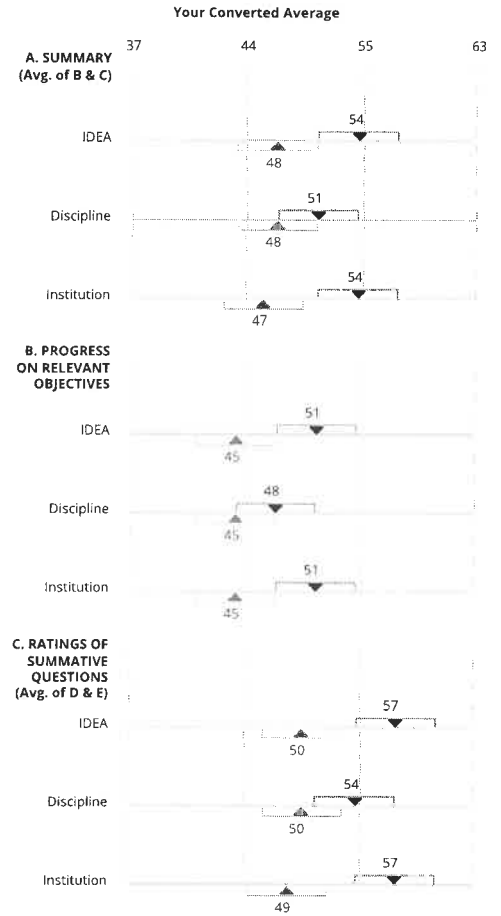 Your Converted Average
37 44 55 63
A. SUMMARY
(Avg. of B & C)
54
IDEA
48
51
Discipline
48
54
Institution
47
B. PROGRESS
ON RELEVANT
OBJECTIVES
51
IDEA
45
48
Discipline
45
51
Institution
45
C. RATINGS OF
SUMMATIVE
QUESTIONS
(Avg. of D & E)
57
IDEA
50
54
Discipline
50
57
Institution
49